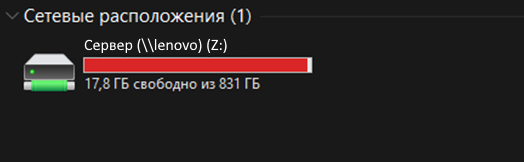 Сетевые расположения (1)
Сервер (\\lenovo) (Z:)
17,8 ГБ свободно из 831 ГБ